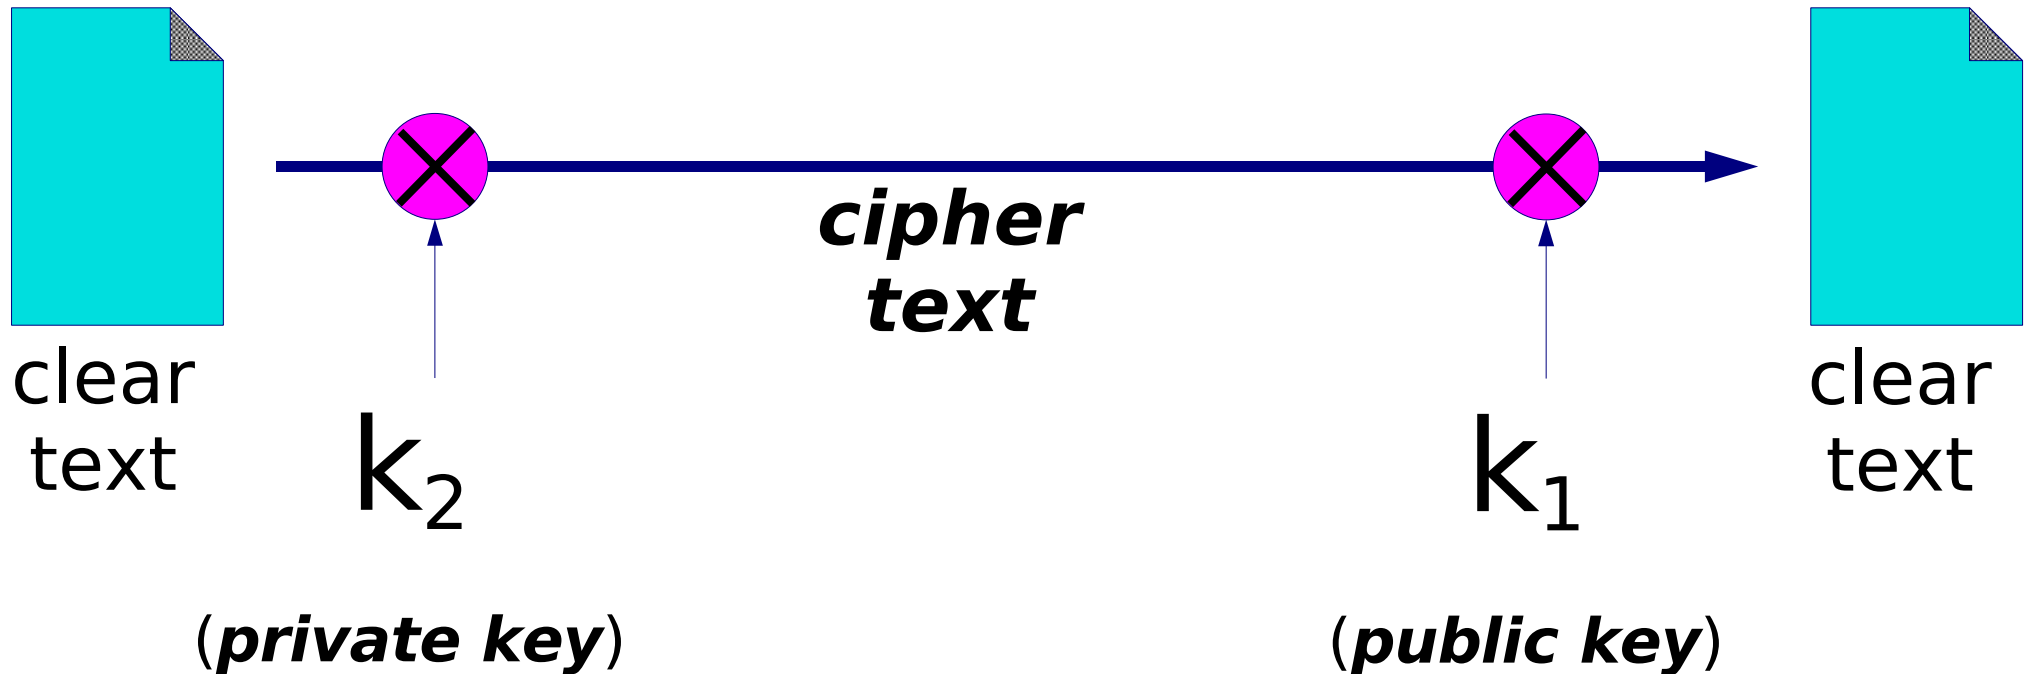 cipher
text
clear
text
clear
text
k2
k1
(private key)
(public key)